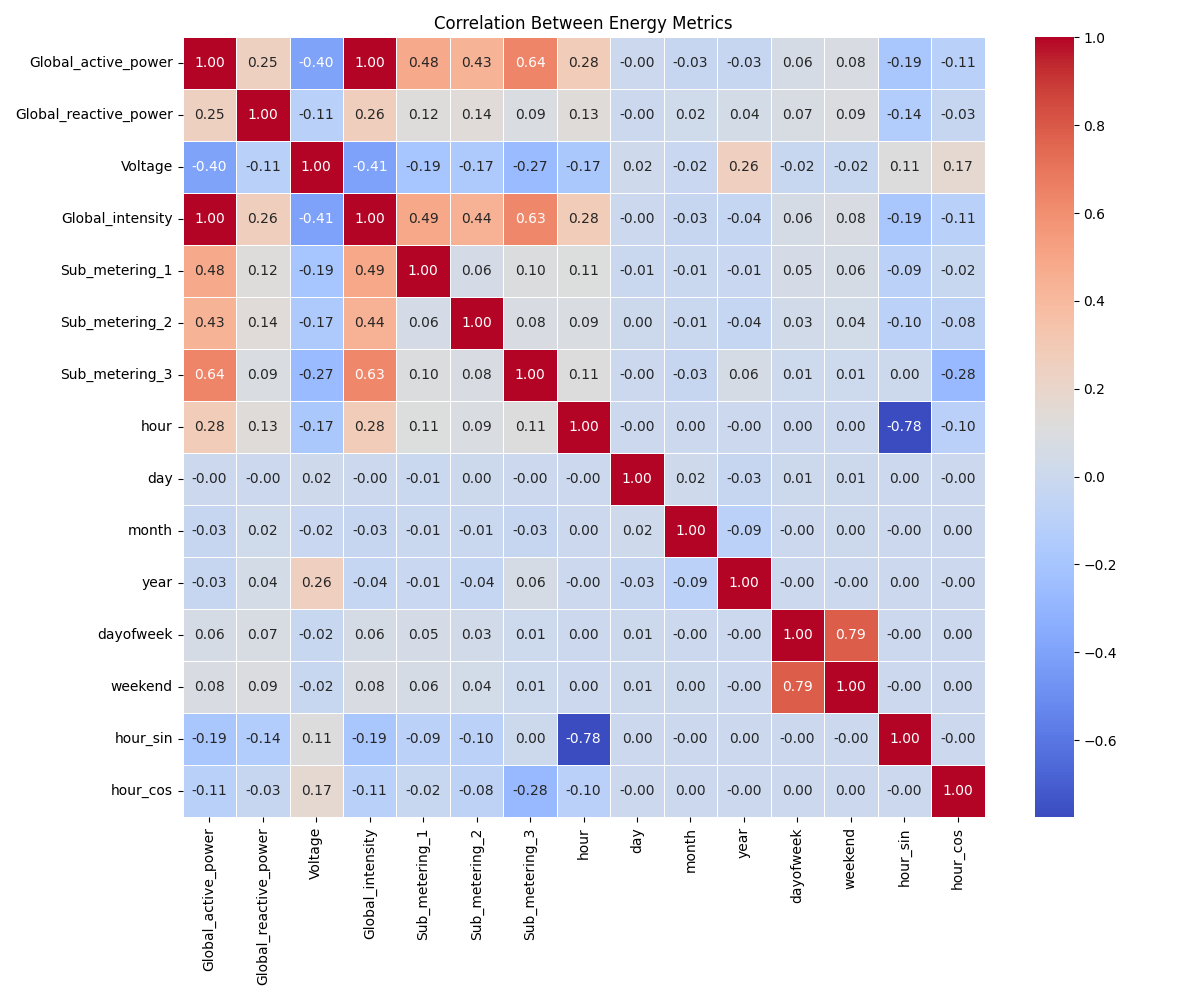 Correlation Between Energy Metrics
Global_active_power 1.00 0.25 -0.40 1.00 0.48 0.43 0.64 0.28 -0.00 -0.03 -0.03 0.06 0.08 -0.19 -0.11
Global_reactive_power 0.25 1.00 -0.11 0.26 0.12 0.14 0.09 0.13 -0.00 0.02 0.04 0.07 0.09 -0.14 -0.03
Voltage -0.40 -0.11 1.00 -0.41 -0.19 -0.17 -0.27 -0.17 0.02 -0.02 0.26 -0.02 -0.02 0.11 0.17
Global_intensity 1.00 0.26 -0.41 1.00 0.49 0.44 0.63 0.28 -0.00 -0.03 -0.04 0.06 0.08 -0.19 -0.11
Sub_metering_1 0.48 0.12 -0.19 0.49 1.00 0.06 0.10 0.11 -0.01 -0.01 -0.01 0.05 0.06 -0.09 -0.02
Sub_metering_2 0.43 0.14 -0.17 0.44 0.06 1.00 0.08 0.09 0.00 -0.01 -0.04 0.03 0.04 -0.10 -0.08
Sub_metering_3 0.64 0.09 -0.27 0.63 0.10 0.08 1.00 0.11 -0.00 -0.03 0.06 0.01 0.01 0.00 -0.28
hour 0.28 0.13 -0.17 0.28 0.11 0.09 0.11 1.00 -0.00 0.00 -0.00 0.00 0.00 -0.78 -0.10
day -0.00 -0.00 0.02 -0.00 -0.01 0.00 -0.00 -0.00 1.00 0.02 -0.03 0.01 0.01 0.00 -0.00
month -0.03 0.02 -0.02 -0.03 -0.01 -0.01 -0.03 0.00 0.02 1.00 -0.09 -0.00 0.00 -0.00 0.00
year -0.03 0.04 0.26 -0.04 -0.01 -0.04 0.06 -0.00 -0.03 -0.09 1.00 -0.00 -0.00 0.00 -0.00
dayofweek 0.06 0.07 -0.02 0.06 0.05 0.03 0.01 0.00 0.01 -0.00 -0.00 1.00 0.79 -0.00 0.00
weekend 0.08 0.09 -0.02 0.08 0.06 0.04 0.01 0.00 0.01 0.00 -0.00 0.79 1.00 -0.00 0.00
hour_sin -0.19 -0.14 0.11 -0.19 -0.09 -0.10 0.00 -0.78 0.00 -0.00 0.00 -0.00 -0.00 1.00 -0.00
hour_cos -0.11 -0.03 0.17 -0.11 -0.02 -0.08 -0.28 -0.10 -0.00 0.00 -0.00 0.00 0.00 -0.00 1.00
Global_active_power
Global_reactive_power
Voltage
Global_intensity
Sub_metering_1
Sub_metering_2
Sub_metering_3
hour
day
month
year
dayofweek
weekend
hour_sin
hour_cos
1.0
0.8
0.6
0.4
0.2
0.0
−0.2
−0.4
−0.6